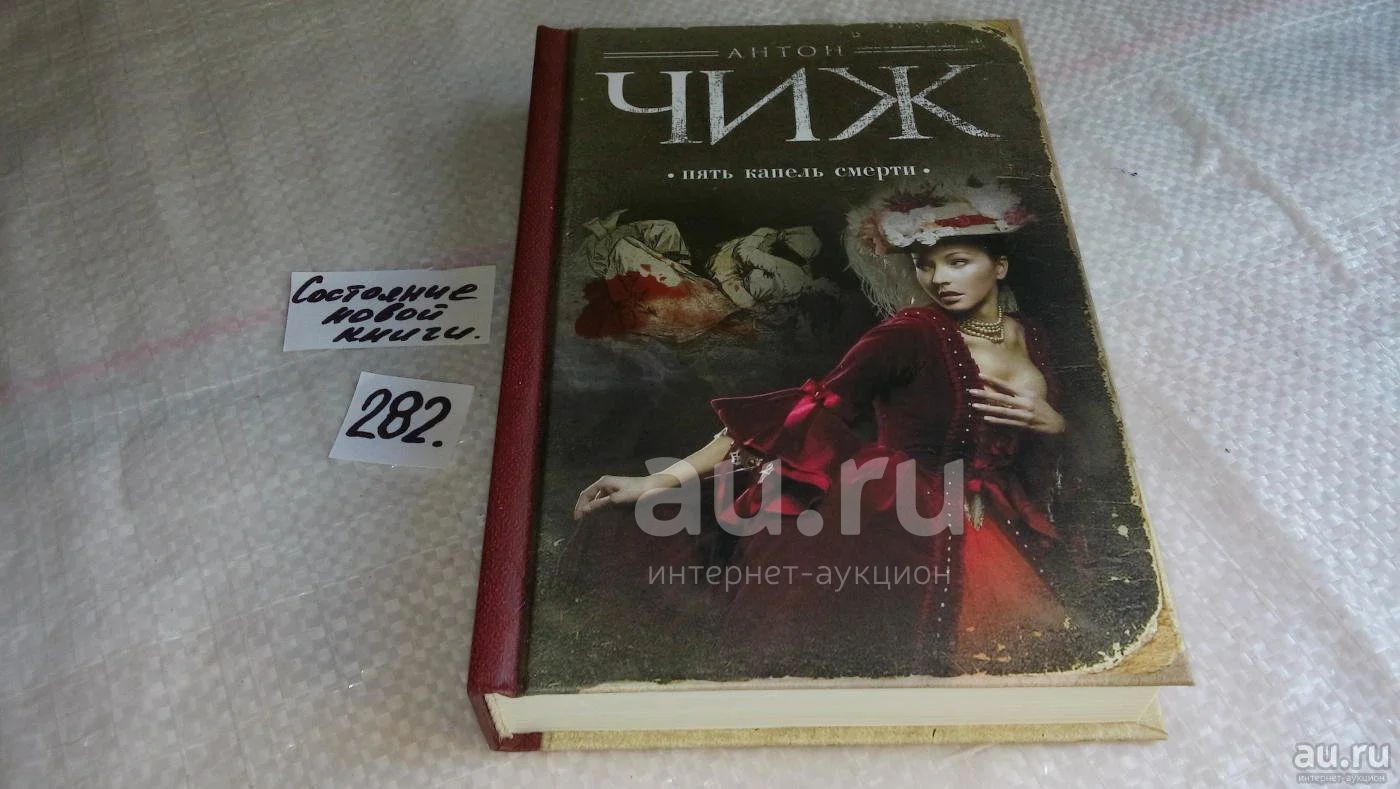 АНТОН
ЧИЖ
• пять капель смерти •
Состояние
новой
книги.
282.
au.ru
интернет-аукцион
au.ru
интернет-аукцион